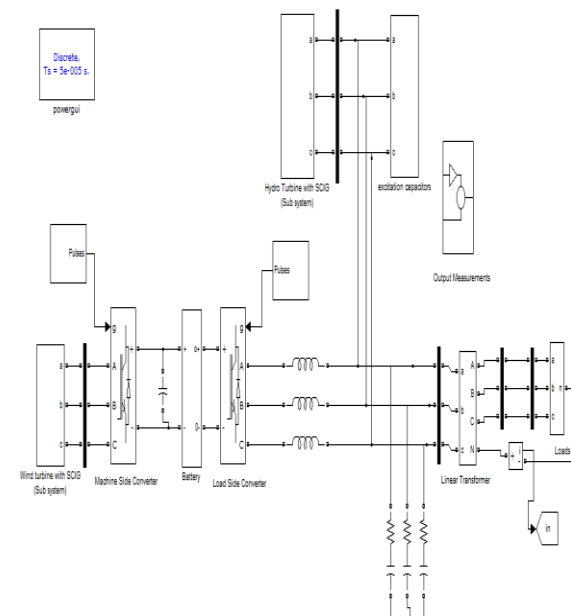 Discrete,
Ts = 5e-005 s.
powergui
a
b
c
a
b
c
Hydro Turbine with SCIG
(Sub system)
excitation capacitors
Output Measurements
Pulses
Pulses
g
A
B
C
+
-
+
-
o+
0-
g
+
-
A
B
C
a
b
c
Wind turbine with SCIG
(Sub system)
Machine Side Converter
Battery
Load Side Converter
a
b
c
A
B
C
N
Linear Transformer
a
b
c
n
Loads
+
i
-
in